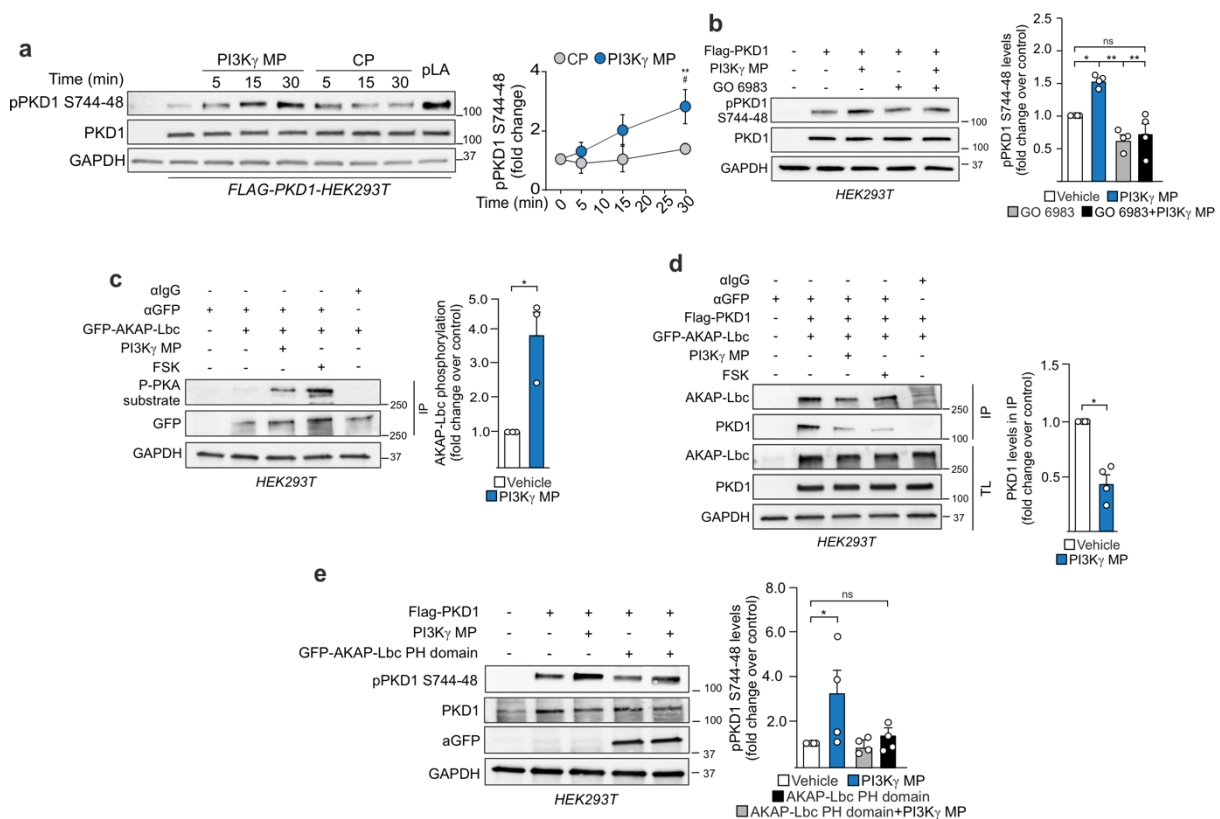 a
PI3Kγ MP CP pLA
Time (min) 5 15 30 5 15 30
pPKD1 S744-48
100
PKD1
100
GAPDH
37
FLAG-PKD1-HEK293T
CP PI3Kγ MP
pPKD1 S744-48
(fold change)
4
2
0
**
#
Time (min) 0 5 10 15 20 25 30
b
Flag-PKD1 - + + + +
PI3Kγ MP - - + - +
GO 6983 - - - + +
pPKD1
S744-48
100
PKD1
100
GAPDH
37
HEK293T
pPKD1 S744-48 levels
(fold change over control)
2.5
2.0
1.5
1.0
0.5
ns
* ** **
Vehicle PI3Kγ MP
GO 6983 GO 6983+PI3Kγ MP
c
αIgG - - - - +
αGFP + + + + -
GFP-AKAP-Lbc - + + + +
PI3Kγ MP - - + - -
FSK - - - + -
P-PKA
substrate
250
GFP
250
IP
GAPDH
37
HEK293T
AKAP-Lbc phosphorylation
(fold change over control)
5.0
4.0
3.0
2.0
1.0
*
Vehicle
PI3Kγ MP
d
αIgG - - - - +
αGFP + + + + -
Flag-PKD1 - + + + +
GFP-AKAP-Lbc - + + + +
PI3Kγ MP - - + - -
FSK - - - + -
AKAP-Lbc
250
PKD1
100
IP
AKAP-Lbc
250
PKD1
100
GAPDH
37
TL
HEK293T
PKD1 levels in IP
(fold change over control)
1.5
1.0
0.5
*
Vehicle
PI3Kγ MP
e
Flag-PKD1 - + + + +
PI3Kγ MP - - + - +
GFP-AKAP-Lbc PH domain - - - + +
pPKD1 S744-48
100
PKD1
100
aGFP
37
GAPDH
37
HEK293T
pPKD1 S744-48 levels
(fold change over control)
8.0
6.0
4.0
2.0
ns
*
Vehicle PI3Kγ MP
AKAP-Lbc PH domain
AKAP-Lbc PH domain+PI3Kγ MP